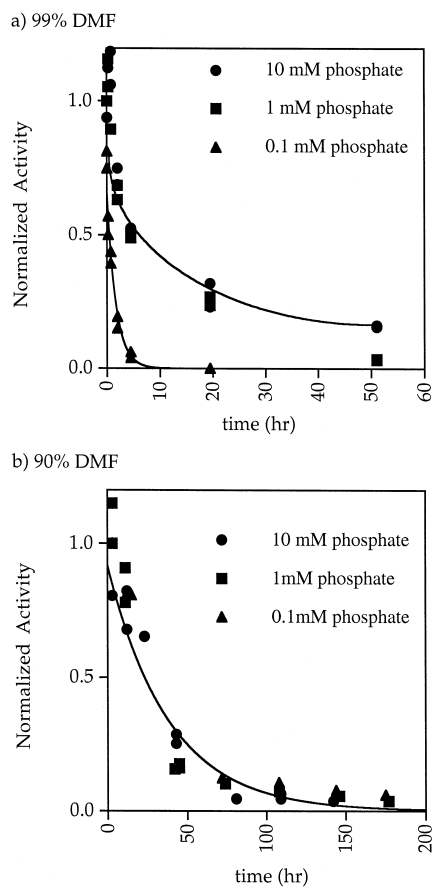 a) 99% DMF
10 mM phosphate
1 mM phosphate
0.1 mM phosphate
Normalized Activity
1.0
0.5
0.0
0 10 20 30 40 50 60
time (hr)
b) 90% DMF
10 mM phosphate
1mM phosphate
0.1mM phosphate
Normalized Activity
1.0
0.5
0.0
0 50 100 150 200
time (hr)